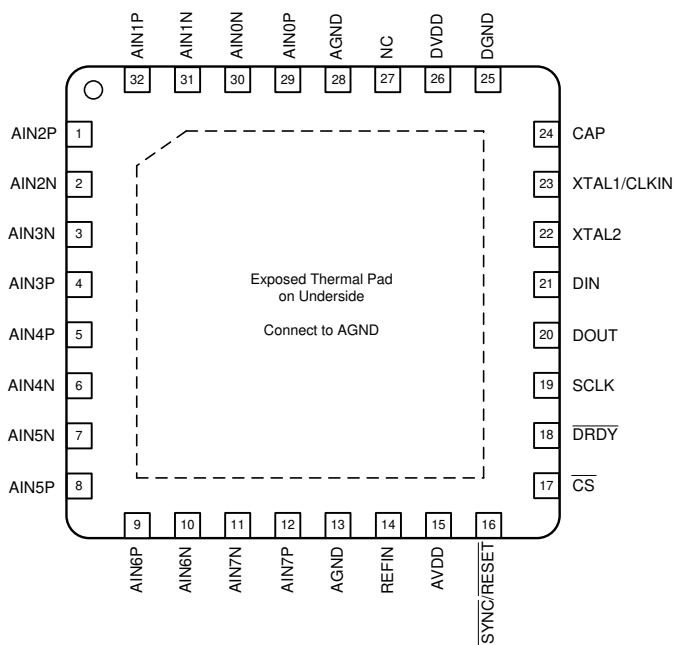 AIN1P
AIN1N
AIN0N
AIN0P
AGND
NC
DVDD
DGND
32
31
30
29
28
27
26
25
AIN2P 1
AIN2N 2
AIN3N 3
AIN3P 4
AIN4P 5
AIN4N 6
AIN5N 7
AIN5P 8
24 CAP
23 XTAL1/CLKIN
22 XTAL2
21 DIN
20 DOUT
19 SCLK
18 DRDY
17 CS
Exposed Thermal Pad
on Underside
Connect to AGND
9
10
11
12
13
14
15
16
AIN6P
AIN6N
AIN7N
AIN7P
AGND
REFIN
AVDD
SYNC/RESET